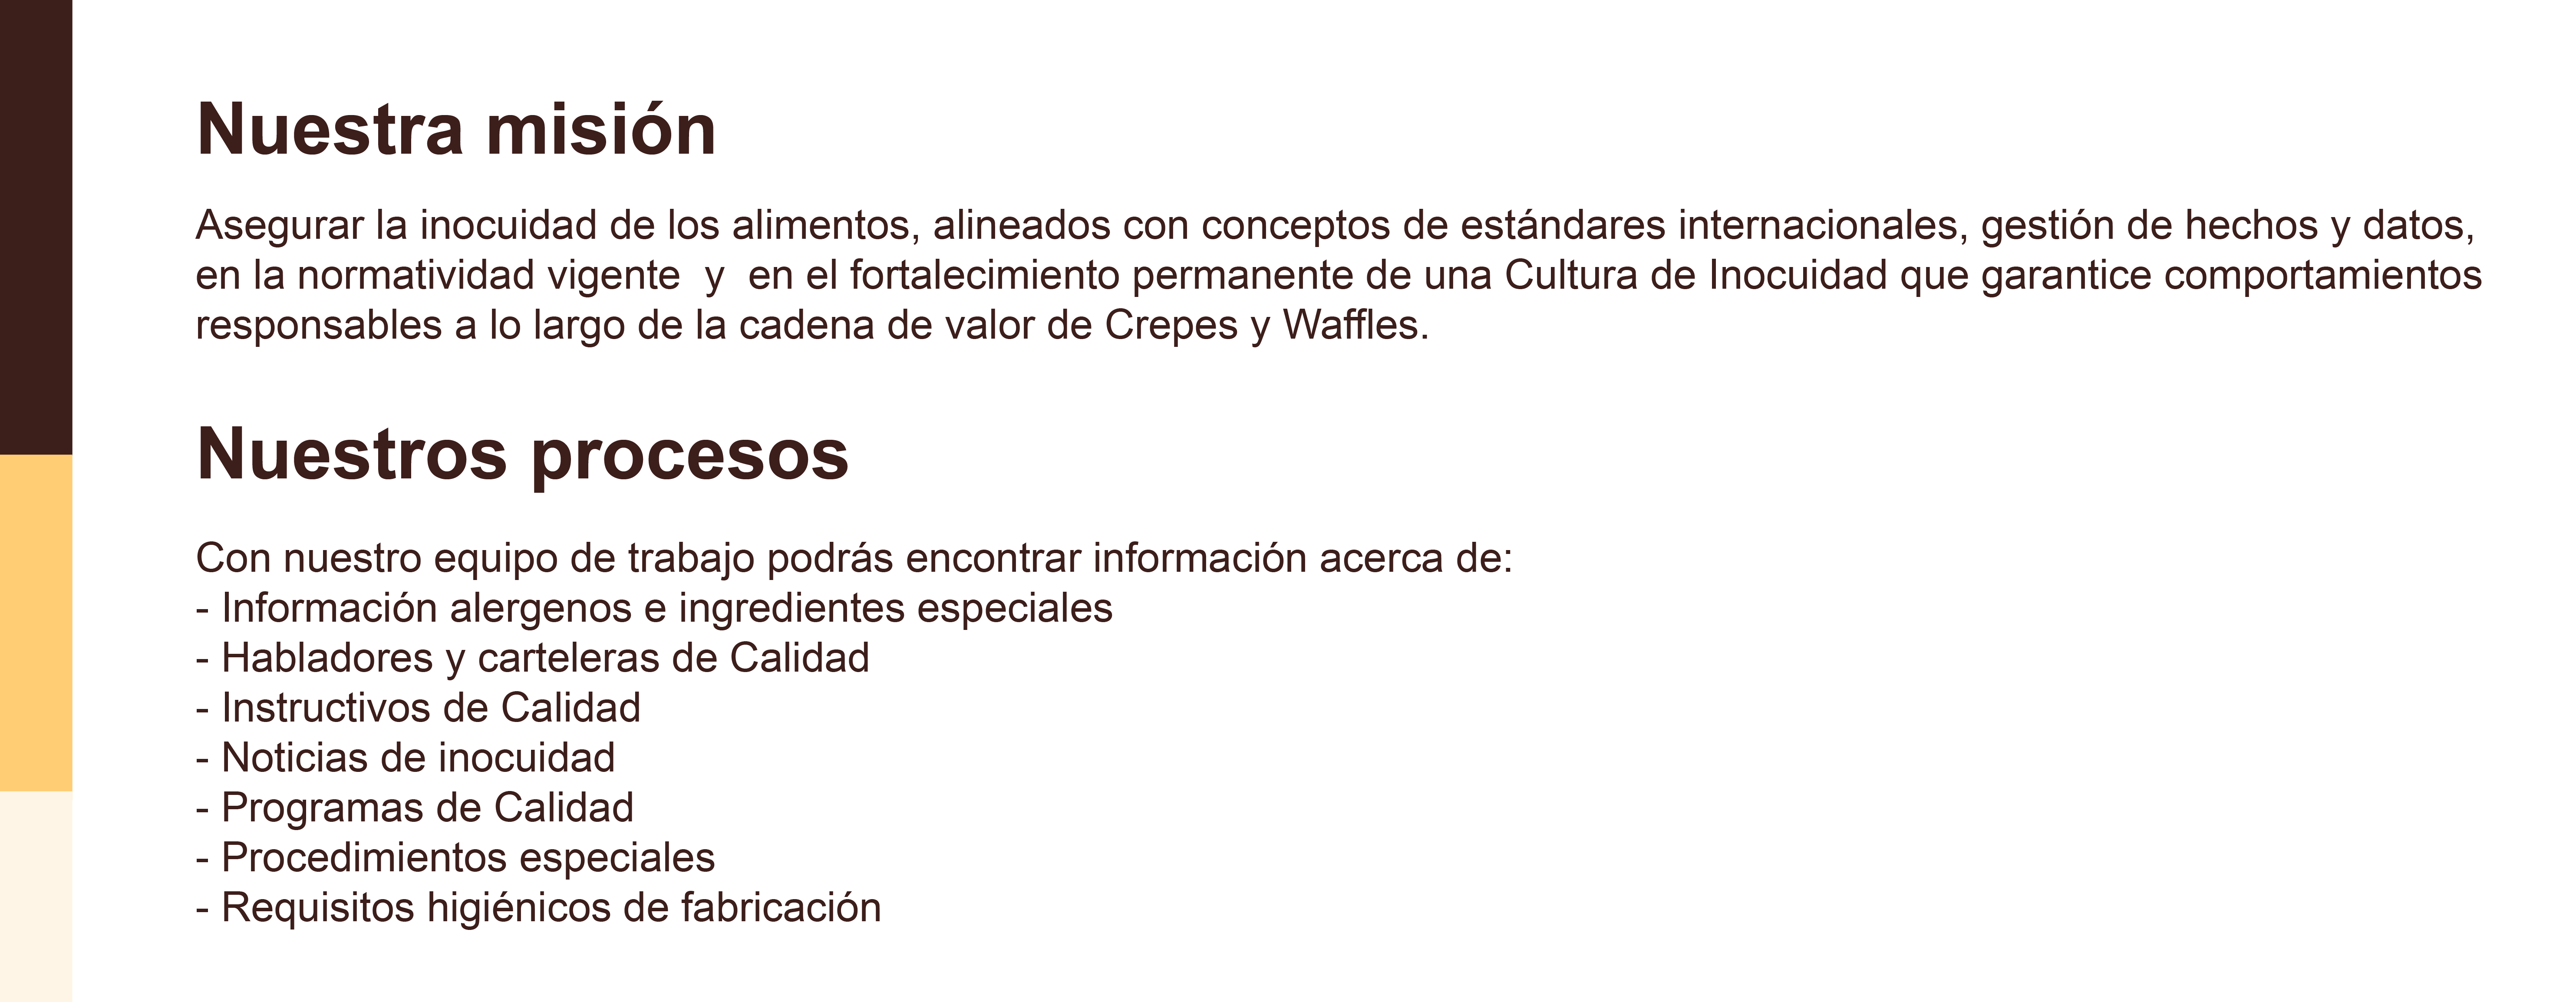 Nuestra misión
Asegurar la inocuidad de los alimentos, alineados con conceptos de estándares internacionales, gestión de hechos y datos,
en la normatividad vigente  y  en el fortalecimiento permanente de una Cultura de Inocuidad que garantice comportamientos
responsables a lo largo de la cadena de valor de Crepes y Waffles.
Nuestros procesos
Con nuestro equipo de trabajo podrás encontrar información acerca de:
- Información alergenos e ingredientes especiales
- Habladores y carteleras de Calidad
- Instructivos de Calidad
- Noticias de inocuidad
- Programas de Calidad
- Procedimientos especiales
- Requisitos higiénicos de fabricación